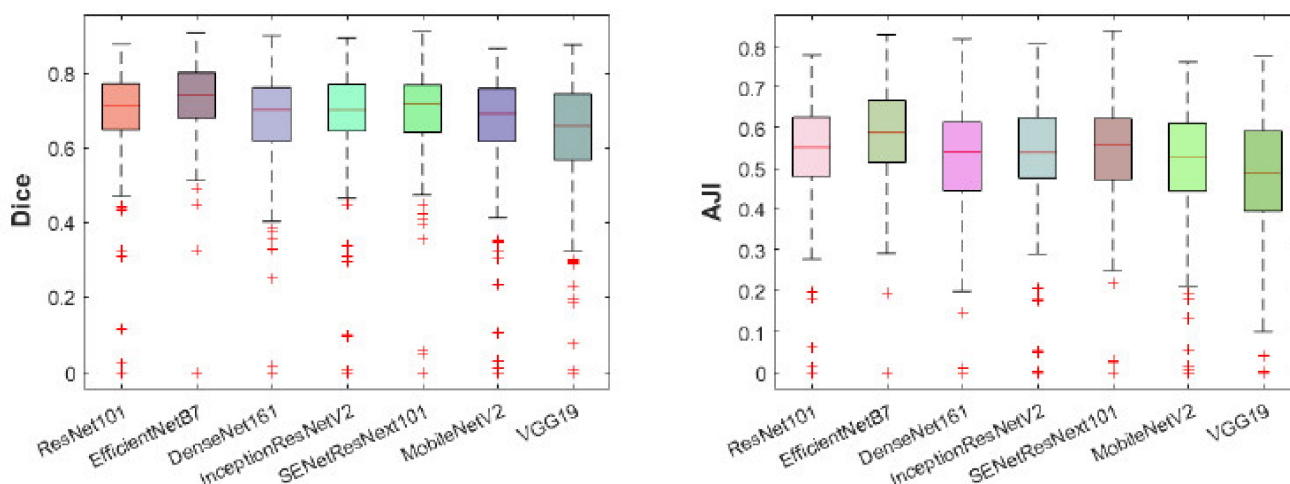 Dice
0.8
0.6
0.4
0.2
0
ResNet101
EfficientNetB7
DenseNet161
InceptionResNetV2
SENetResNext101
MobileNetV2
VGG19
AJI
0.8
0.7
0.6
0.5
0.4
0.3
0.2
0.1
0
ResNet101
EfficientNetB7
DenseNet161
InceptionResNetV2
SENetResNext101
MobileNetV2
VGG19